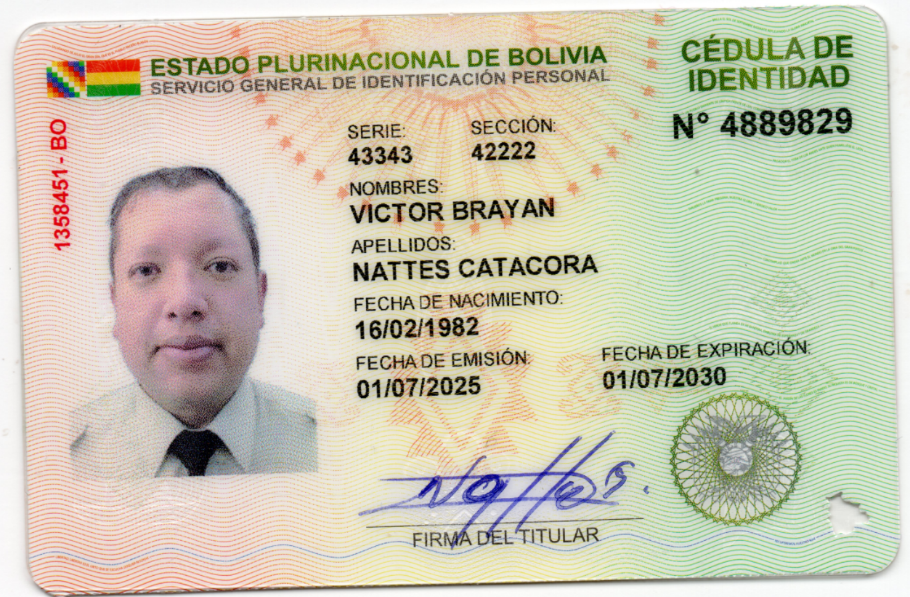 ESTADO PLURINACIONAL DE BOLIVIA
SERVICIO GENERAL DE IDENTIFICACIÓN PERSONAL
CÉDULA DE
IDENTIDAD
N° 4889829
1358451 - BO
SERIE: SECCIÓN:
43343 42222
NOMBRES:
VICTOR BRAYAN
APELLIDOS:
NATTES CATACORA
FECHA DE NACIMIENTO:
16/02/1982
FECHA DE EMISIÓN: FECHA DE EXPIRACIÓN:
01/07/2025 01/07/2030
Nattes.
FIRMA DEL TITULAR